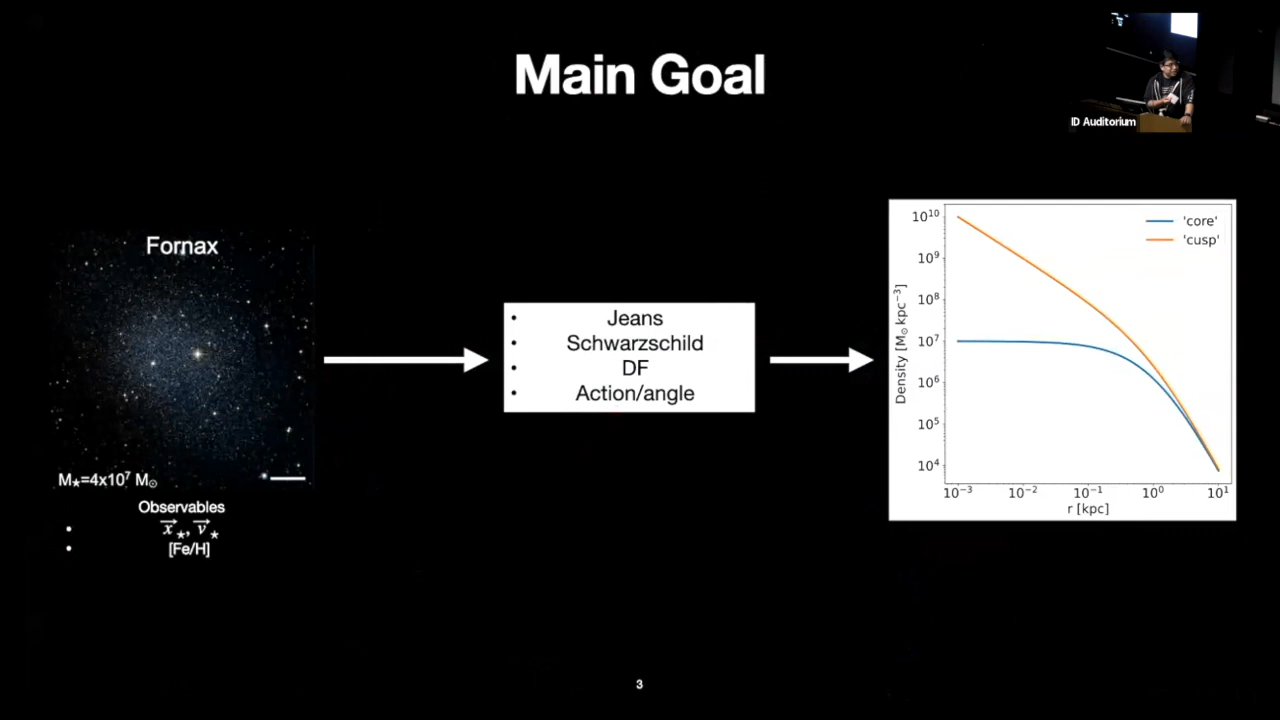 Main Goal
ID Auditorium
Fornax
M★=4x10⁷ M☉
Observables
• x⃗★, v⃗★
• [Fe/H]
• Jeans
• Schwarzschild
• DF
• Action/angle
'core'
'cusp'
Density [M☉ kpc⁻³]
10¹⁰
10⁹
10⁸
10⁷
10⁶
10⁵
10⁴
10⁻³ 10⁻² 10⁻¹ 10⁰ 10¹
r [kpc]
3